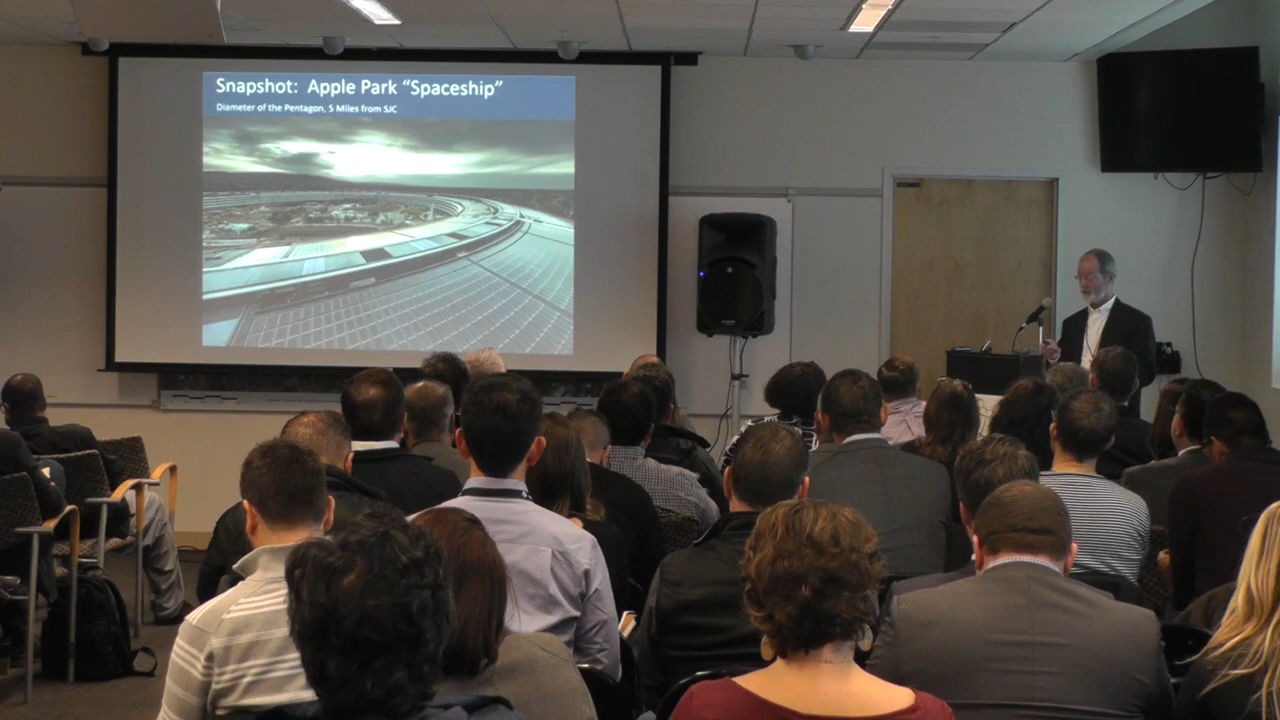 Snapshot: Apple Park “Spaceship”
Diameter of the Pentagon, 5 Miles from SJC